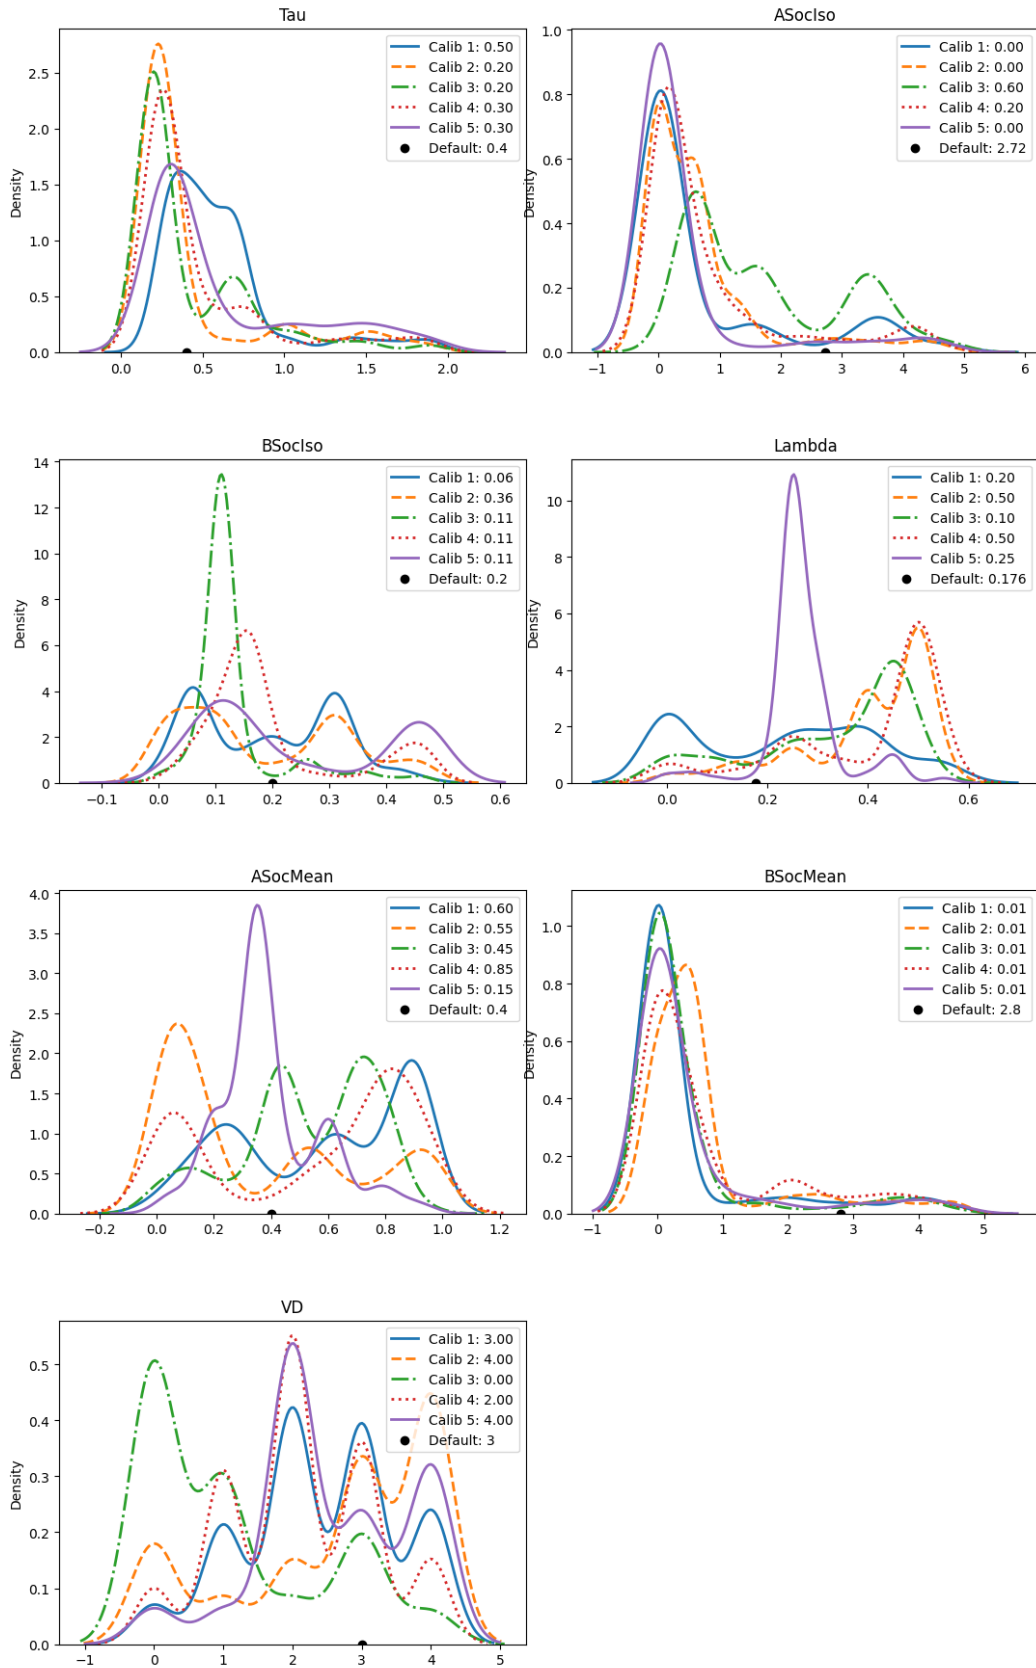 Tau
Density
2.5
2.0
1.5
1.0
0.5
0.0
0.0 0.5 1.0 1.5 2.0
Calib 1: 0.50
Calib 2: 0.20
Calib 3: 0.20
Calib 4: 0.30
Calib 5: 0.30
Default: 0.4
ASocIso
Density
1.0
0.8
0.6
0.4
0.2
0.0
−1 0 1 2 3 4 5 6
Calib 1: 0.00
Calib 2: 0.00
Calib 3: 0.60
Calib 4: 0.20
Calib 5: 0.00
Default: 2.72
BSocIso
Density
14
12
10
8
6
4
2
0
−0.1 0.0 0.1 0.2 0.3 0.4 0.5 0.6
Calib 1: 0.06
Calib 2: 0.36
Calib 3: 0.11
Calib 4: 0.11
Calib 5: 0.11
Default: 0.2
Lambda
Density
10
8
6
4
2
0
0.0 0.2 0.4 0.6
Calib 1: 0.20
Calib 2: 0.50
Calib 3: 0.10
Calib 4: 0.50
Calib 5: 0.25
Default: 0.176
ASocMean
Density
4.0
3.5
3.0
2.5
2.0
1.5
1.0
0.5
0.0
−0.2 0.0 0.2 0.4 0.6 0.8 1.0 1.2
Calib 1: 0.60
Calib 2: 0.55
Calib 3: 0.45
Calib 4: 0.85
Calib 5: 0.15
Default: 0.4
BSocMean
Density
1.0
0.8
0.6
0.4
0.2
0.0
−1 0 1 2 3 4 5
Calib 1: 0.01
Calib 2: 0.01
Calib 3: 0.01
Calib 4: 0.01
Calib 5: 0.01
Default: 2.8
VD
Density
0.5
0.4
0.3
0.2
0.1
0.0
−1 0 1 2 3 4 5
Calib 1: 3.00
Calib 2: 4.00
Calib 3: 0.00
Calib 4: 2.00
Calib 5: 4.00
Default: 3